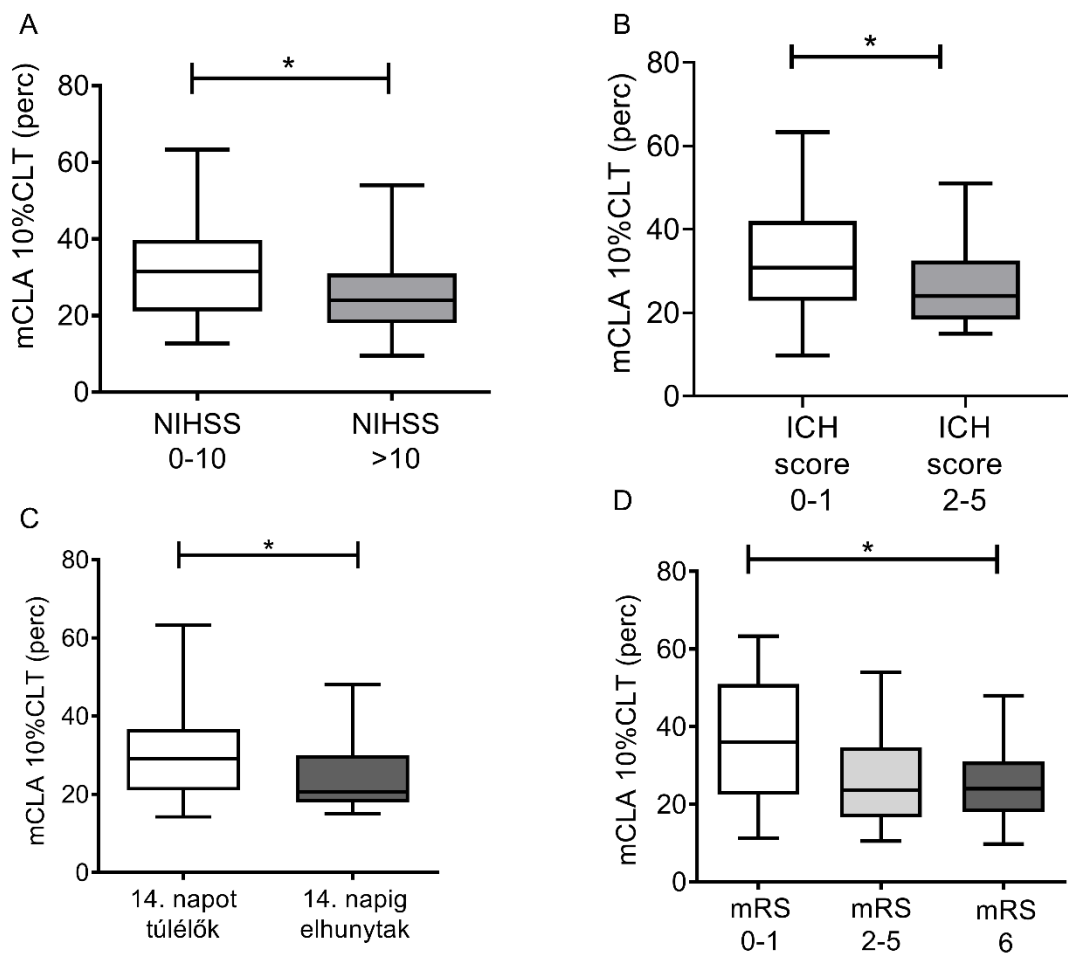 A
mCLA 10%CLT (perc)
80
60
40
20
0
*
NIHSS
0-10
NIHSS
>10
B
mCLA 10%CLT (perc)
80
60
40
20
0
*
ICH
score
0-1
ICH
score
2-5
C
mCLA 10%CLT (perc)
80
60
40
20
0
*
14. napot
túlélők
14. napig
elhunytak
D
mCLA 10%CLT (perc)
80
60
40
20
0
*
mRS
0-1
mRS
2-5
mRS
6